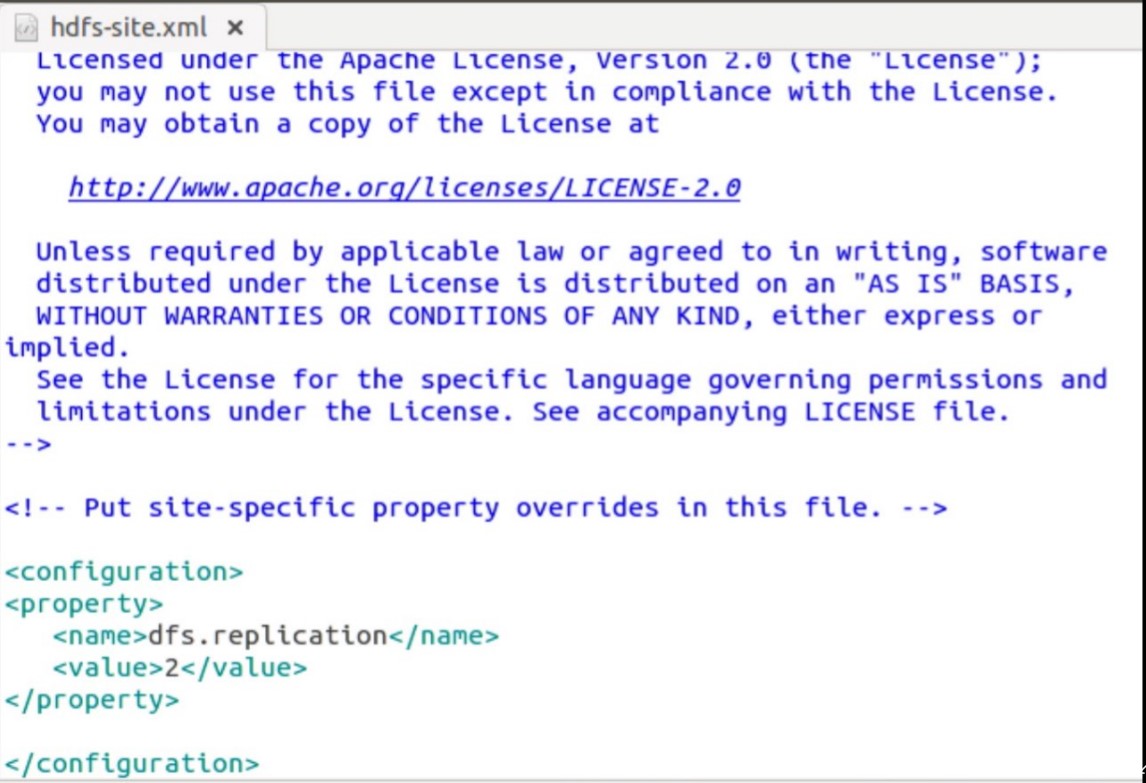 hdfs-site.xml ×
Licensed under the Apache License, Version 2.0 (the "License");
you may not use this file except in compliance with the License.
You may obtain a copy of the License at
http://www.apache.org/licenses/LICENSE-2.0
Unless required by applicable law or agreed to in writing, software
distributed under the License is distributed on an "AS IS" BASIS,
WITHOUT WARRANTIES OR CONDITIONS OF ANY KIND, either express or
implied.
See the License for the specific language governing permissions and
limitations under the License. See accompanying LICENSE file.
-->
<!-- Put site-specific property overrides in this file. -->
<configuration>
<property>
<name>dfs.replication</name>
<value>2</value>
</property>
</configuration>